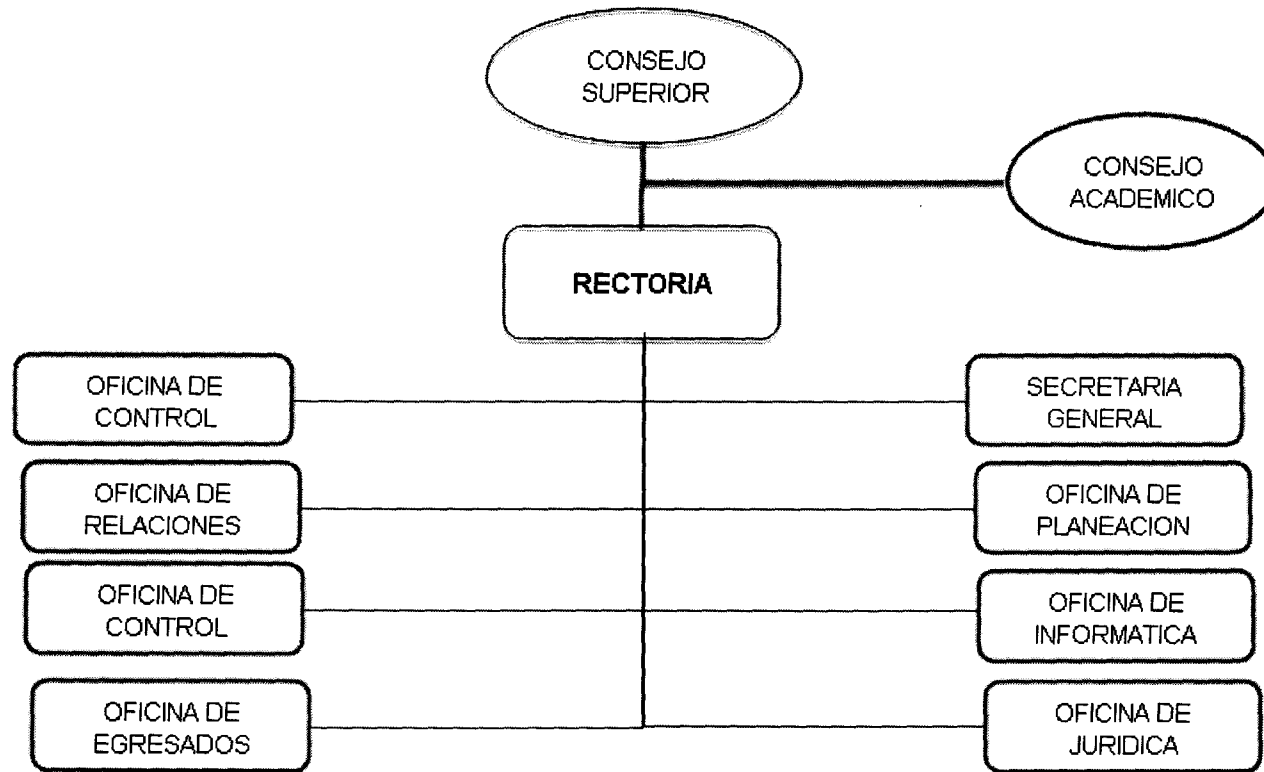 CONSEJO
SUPERIOR
CONSEJO
ACADEMICO
RECTORIA
OFICINA DE
CONTROL
SECRETARIA
GENERAL
OFICINA DE
RELACIONES
OFICINA DE
PLANEACION
OFICINA DE
CONTROL
OFICINA DE
INFORMATICA
OFICINA DE
EGRESADOS
OFICINA DE
JURIDICA